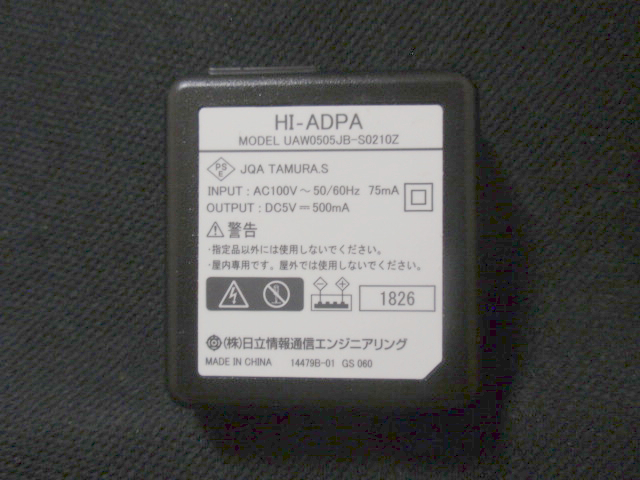 HI-ADPA
MODEL UAW0505JB-S0210Z
PS
E
JQA TAMURA.S
INPUT : AC100V～50/60Hz 75mA
OUTPUT : DC5V⎓500mA
警告
・指定品以外には使用しないでください。
・屋内専用です。屋外では使用しないでください。
1826
(株)日立情報通信エンジニアリング
MADE IN CHINA 14479B-01 GS 060